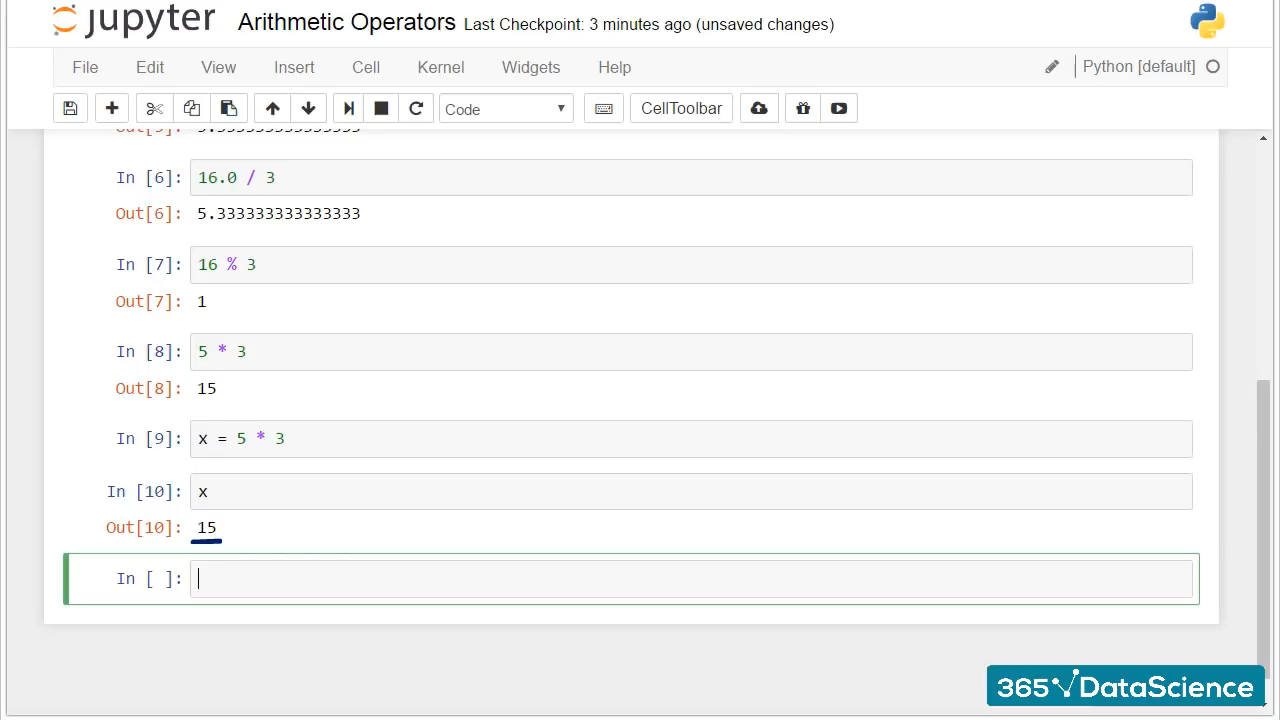 jupyter Arithmetic Operators Last Checkpoint: 3 minutes ago (unsaved changes)
File Edit View Insert Cell Kernel Widgets Help Python [default]
Code CellToolbar
In [6]: 16.0 / 3
Out[6]: 5.333333333333333
In [7]: 16 % 3
Out[7]: 1
In [8]: 5 * 3
Out[8]: 15
In [9]: x = 5 * 3
In [10]: x
Out[10]: 15
In [ ]:
365 DataScience